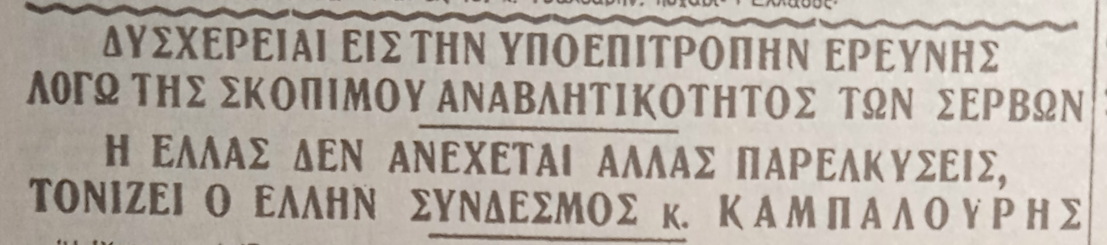 ΔΥΣΧΕΡΕΙΑΙ ΕΙΣ ΤΗΝ ΥΠΟΕΠΙΤΡΟΠΗΝ ΕΡΕΥΝΗΣ
ΛΟΓΩ ΤΗΣ ΣΚΟΠΙΜΟΥ ΑΝΑΒΛΗΤΙΚΟΤΗΤΟΣ ΤΩΝ ΣΕΡΒΩΝ
Η ΕΛΛΑΣ ΔΕΝ ΑΝΕΧΕΤΑΙ ΑΛΛΑΣ ΠΑΡΕΛΚΥΣΕΙΣ,
ΤΟΝΙΖΕΙ Ο ΕΛΛΗΝ ΣΥΝΔΕΣΜΟΣ κ. ΚΑΜΠΑΛΟΥΡΗΣ